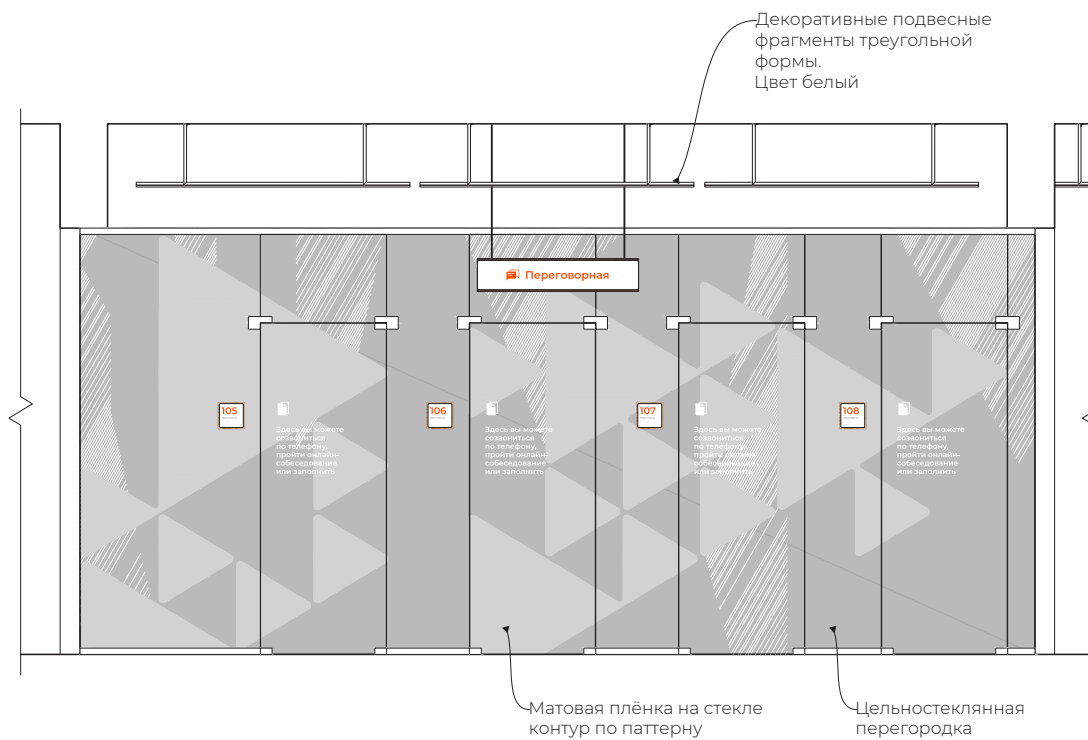 Декоративные подвесные
фрагменты треугольной
формы.
Цвет белый
Переговорная
105
106
107
108
Здесь вы можете
созвониться
по телефону,
пройти онлайн-
собеседование
или заполнить
Здесь вы можете
созвониться
по телефону,
пройти онлайн-
собеседование
или заполнить
Здесь вы можете
созвониться
по телефону,
пройти онлайн-
собеседование
или заполнить
Здесь вы можете
созвониться
по телефону,
пройти онлайн-
собеседование
или заполнить
Матовая плёнка на стекле
контур по паттерну
Цельностеклянная
перегородка